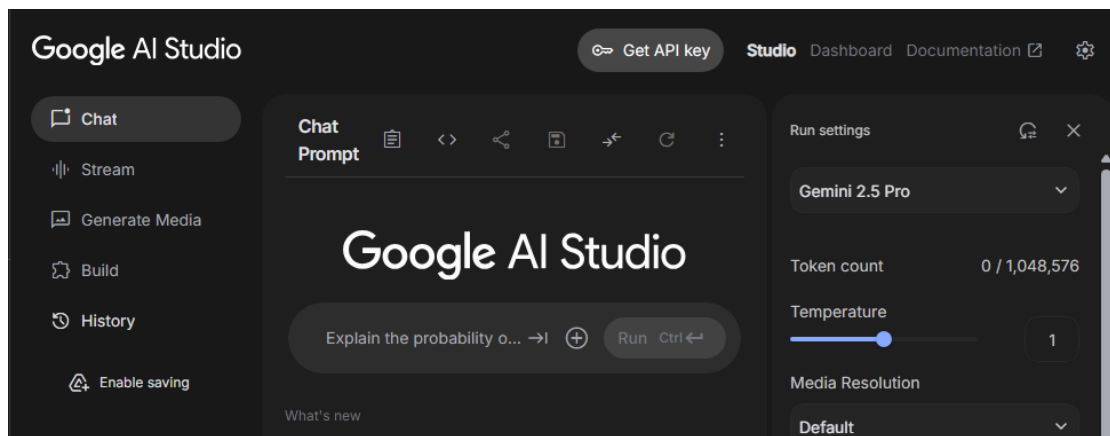 Google AI Studio
Get API key
Studio Dashboard Documentation
Chat
Stream
Generate Media
Build
History
Enable saving
Chat
Prompt
Google AI Studio
Explain the probability o...
Run Ctrl
What's new
Run settings
Gemini 2.5 Pro
Token count 0 / 1,048,576
Temperature
1
Media Resolution
Default